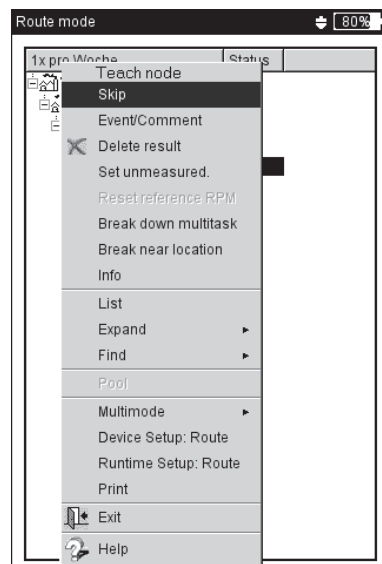 Route mode 80%
1x pro Woche Status
Teach node
Skip
Event/Comment
Delete result
Set unmeasured.
Reset reference RPM
Break down multitask
Break near location
Info
List
Expand
Find
Pool
Multimode
Device Setup: Route
Runtime Setup: Route
Print
Exit
Help